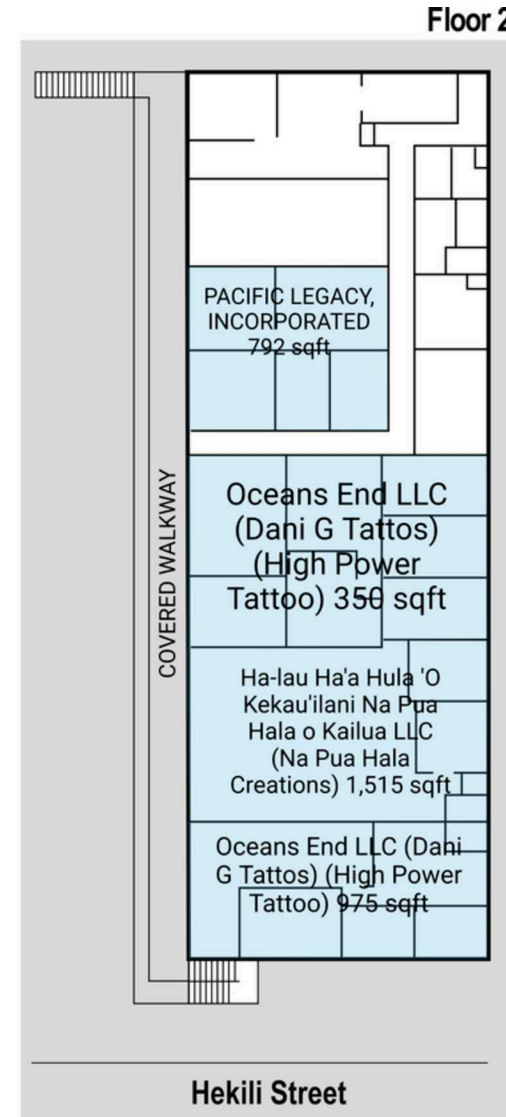 Floor 2
PACIFIC LEGACY,
INCORPORATED
792 sqft
COVERED WALKWAY
Oceans End LLC
(Dani G Tattos)
(High Power
Tattoo) 350 sqft
Ha-lau Ha'a Hula 'O
Kekau'ilani Na Pua
Hala o Kailua LLC
(Na Pua Hala
Creations) 1,515 sqft
Oceans End LLC (Dani
G Tattos) (High Power
Tattoo) 975 sqft
Hekili Street